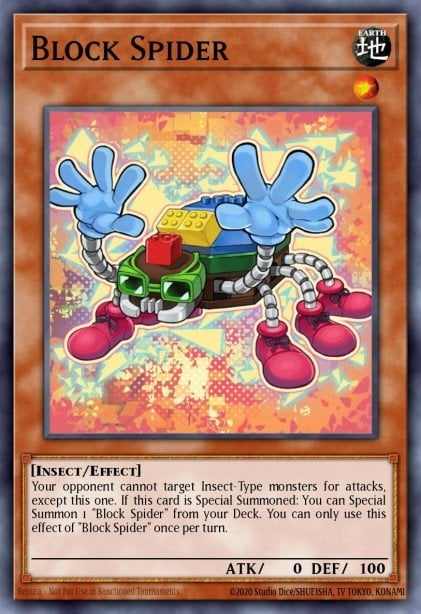 BLOCK SPIDER
EARTH
地
[INSECT/EFFECT]
Your opponent cannot target Insect-Type monsters for attacks,
except this one. If this card is Special Summoned: You can Special
Summon 1 "Block Spider" from your Deck. You can only use this
effect of "Block Spider" once per turn.
ATK/ 0 DEF/ 100
Replica - Not For Use in Sanctioned Tournaments
©2020 Studio Dice/SHUEISHA, TV TOKYO, KONAMI